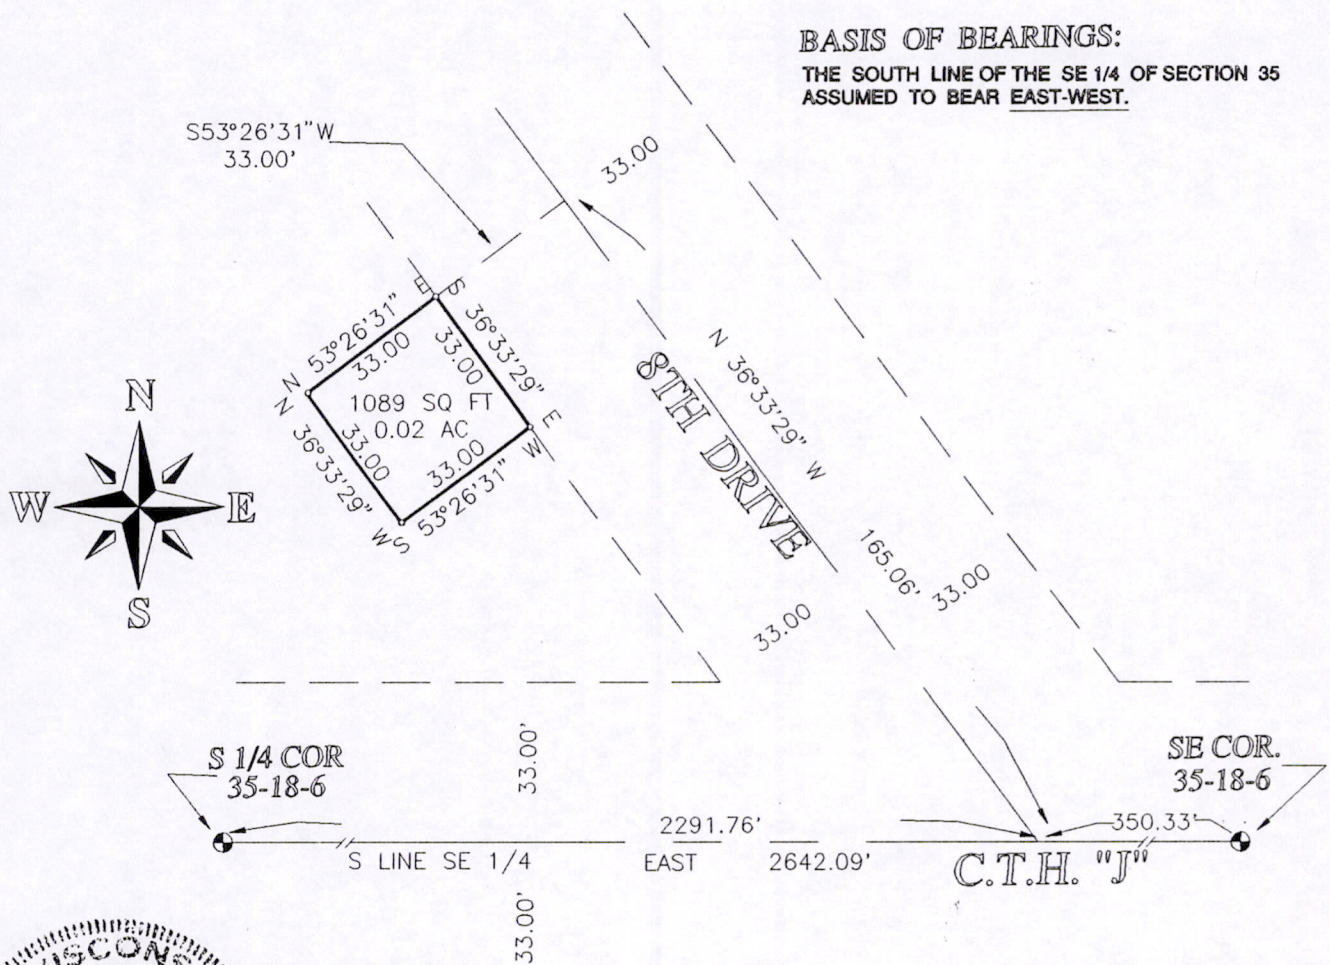 BASIS OF BEARINGS:
THE SOUTH LINE OF THE SE 1/4 OF SECTION 35
ASSUMED TO BEAR EAST-WEST.
S53°26'31"W
33.00'
33.00
N 53°26'31" E
33.00
S 36°33'29" E
33.00
1089 SQ FT
0.02 AC
N 36°33'29" W
33.00
33.00
S 53°26'31" W
N
W
E
S
8TH DRIVE
N 36°33'29" W
165.06'
33.00
33.00
S 1/4 COR
35-18-6
33.00'
SE COR.
35-18-6
2291.76'
350.33'
S LINE SE 1/4
EAST
2642.09'
C.T.H. "J"
33.00'